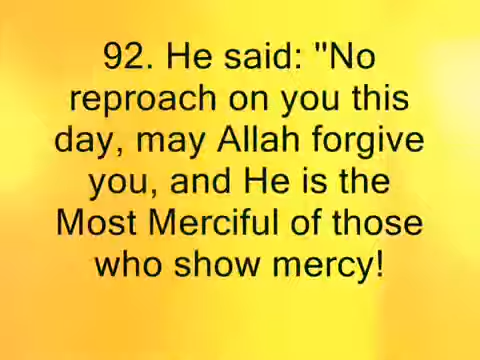 92. He said: "No
reproach on you this
day, may Allah forgive
you, and He is the
Most Merciful of those
who show mercy!